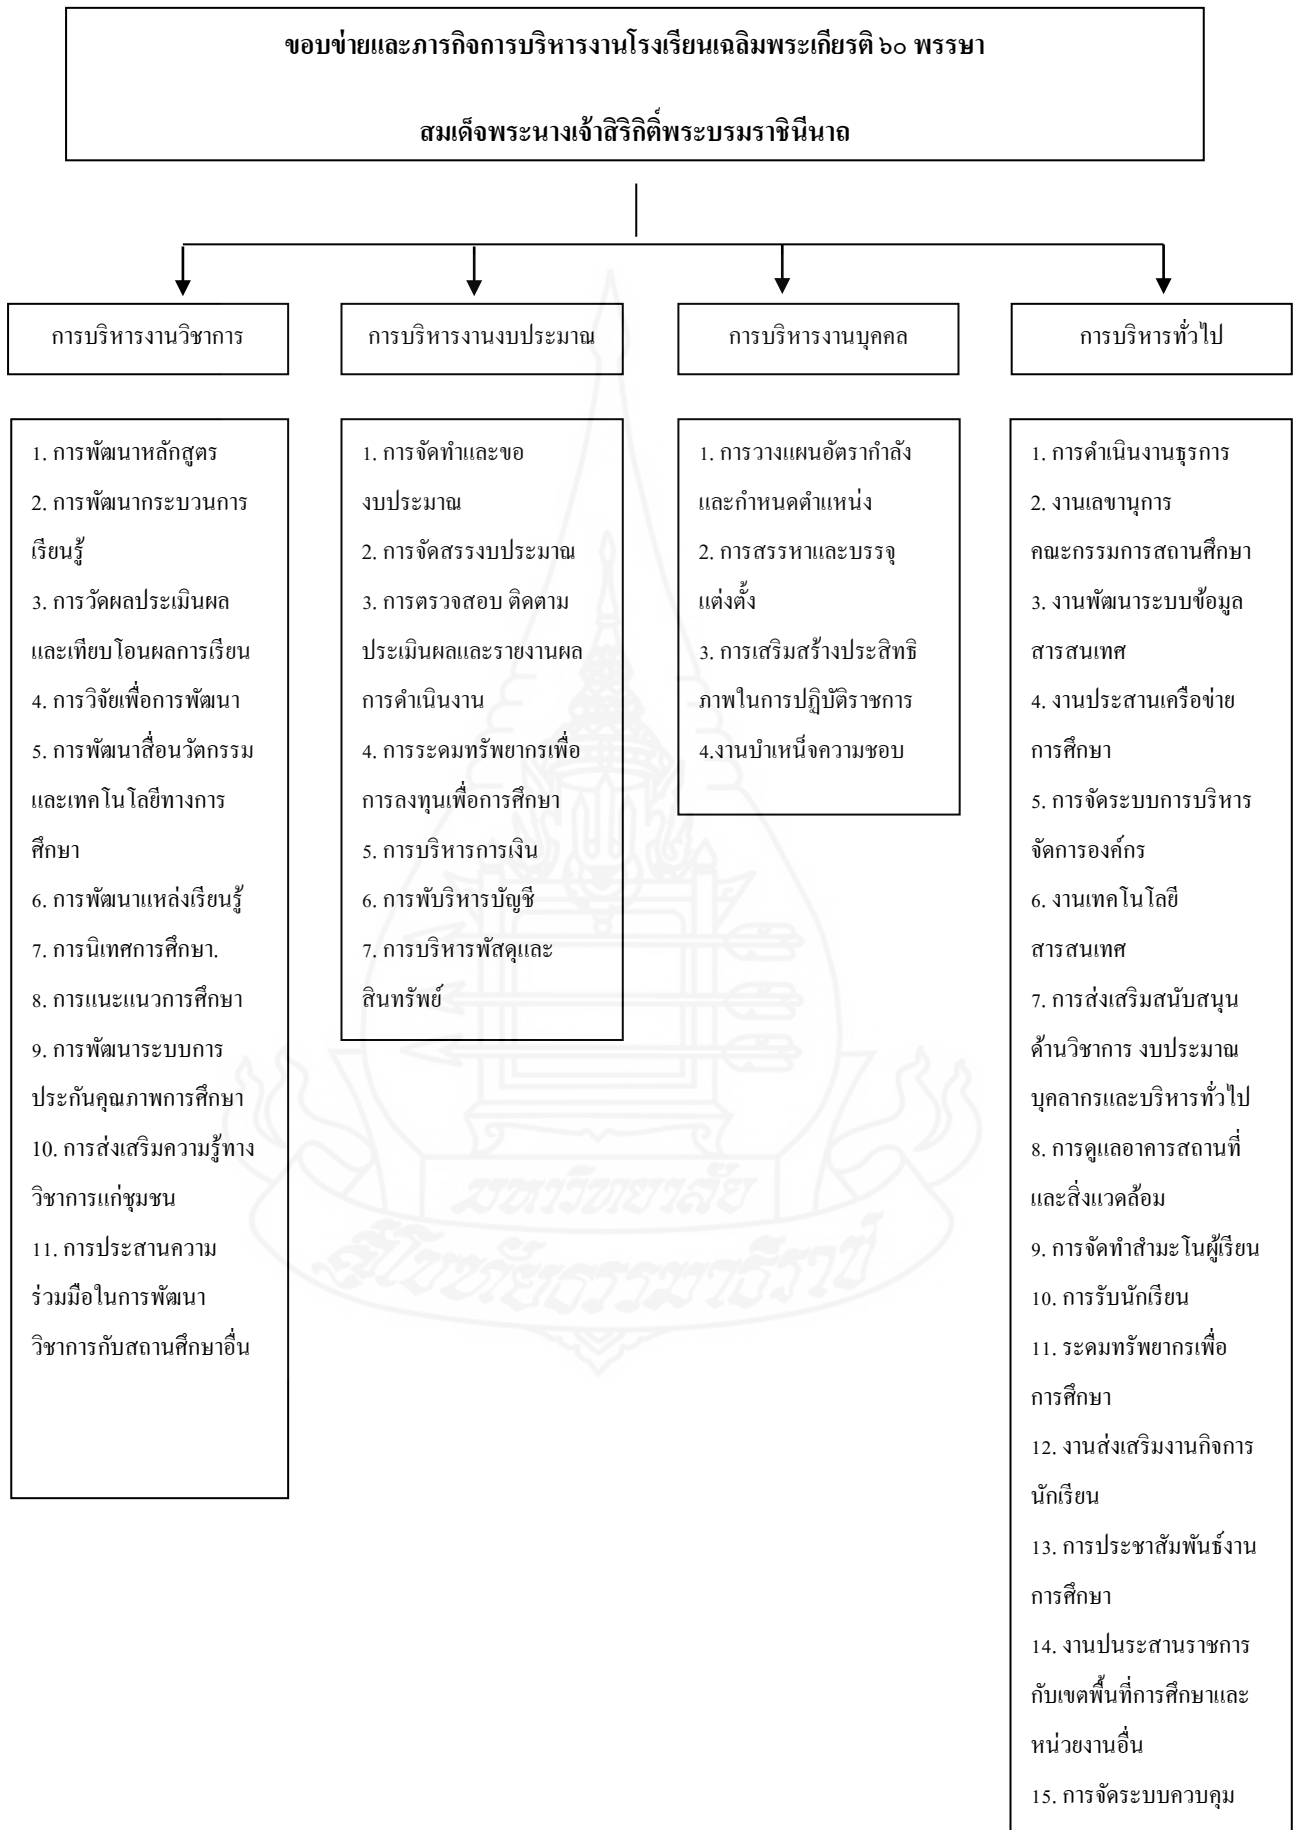 ขอบข่ายและภารกิจการบริหารงานโรงเรียนเฉลิมพระเกียรติ ๖๐ พรรษา
สมเด็จพระนางเจ้าสิริกิติ์พระบรมราชินีนาถ
การบริหารงานวิชาการ
1. การพัฒนาหลักสูตร
2. การพัฒนากระบวนการ
เรียนรู้
3. การวัดผลประเมินผล
และเทียบโอนผลการเรียน
4. การวิจัยเพื่อการพัฒนา
5. การพัฒนาสื่อนวัตกรรม
และเทคโนโลยีทางการ
ศึกษา
6. การพัฒนาแหล่งเรียนรู้
7. การนิเทศการศึกษา.
8. การแนะแนวการศึกษา
9. การพัฒนาระบบการ
ประกันคุณภาพการศึกษา
10. การส่งเสริมความรู้ทาง
วิชาการแก่ชุมชน
11. การประสานความ
ร่วมมือในการพัฒนา
วิชาการกับสถานศึกษาอื่น
การบริหารงานงบประมาณ
1. การจัดทำและขอ
งบประมาณ
2. การจัดสรรงบประมาณ
3. การตรวจสอบ ติดตาม
ประเมินผลและรายงานผล
การดำเนินงาน
4. การระดมทรัพยากรเพื่อ
การลงทุนเพื่อการศึกษา
5. การบริหารการเงิน
6. การพับริหารบัญชี
7. การบริหารพัสดุและ
สินทรัพย์
การบริหารงานบุคคล
1. การวางแผนอัตรากำลัง
และกำหนดตำแหน่ง
2. การสรรหาและบรรจุ
แต่งตั้ง
3. การเสริมสร้างประสิทธิ
ภาพในการปฏิบัติราชการ
4.งานบำเหน็จความชอบ
การบริหารทั่วไป
1. การดำเนินงานธุรการ
2. งานเลขานุการ
คณะกรรมการสถานศึกษา
3. งานพัฒนาระบบข้อมูล
สารสนเทศ
4. งานประสานเครือข่าย
การศึกษา
5. การจัดระบบการบริหาร
จัดการองค์กร
6. งานเทคโนโลยี
สารสนเทศ
7. การส่งเสริมสนับสนุน
ด้านวิชาการ งบประมาณ
บุคลากรและบริหารทั่วไป
8. การดูแลอาคารสถานที่
และสิ่งแวดล้อม
9. การจัดทำสำมะโนผู้เรียน
10. การรับนักเรียน
11. ระดมทรัพยากรเพื่อ
การศึกษา
12. งานส่งเสริมงานกิจการ
นักเรียน
13. การประชาสัมพันธ์งาน
การศึกษา
14. งานปนระสานราชการ
กับเขตพื้นที่การศึกษาและ
หน่วยงานอื่น
15. การจัดระบบควบคุม
มหาวิทยาลัย
สุโขทัยธรรมาธิราช